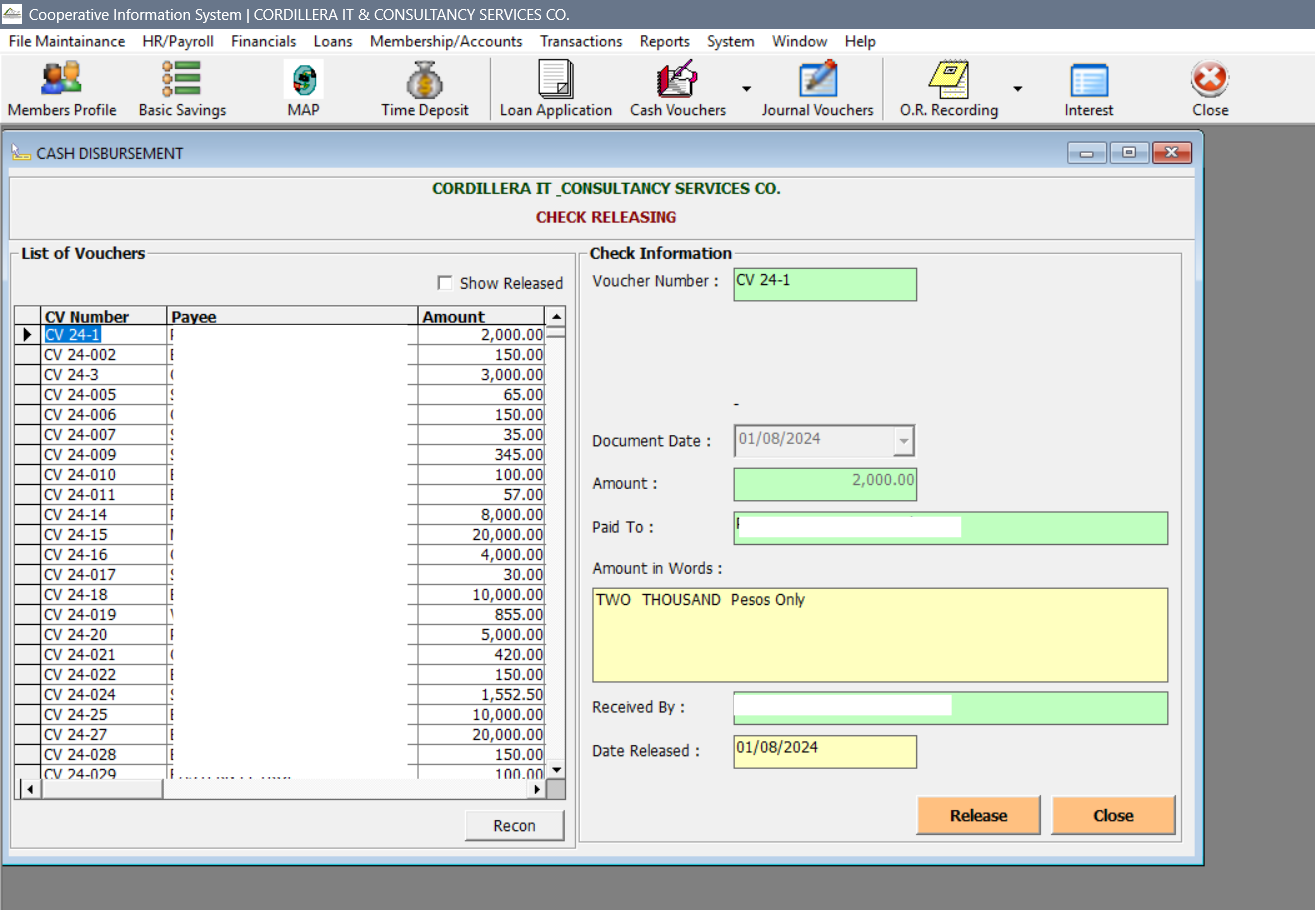 Cooperative Information System | CORDILLERA IT & CONSULTANCY SERVICES CO.
File Maintainance HR/Payroll Financials Loans Membership/Accounts Transactions Reports System Window Help
Members Profile Basic Savings MAP Time Deposit Loan Application Cash Vouchers Journal Vouchers O.R. Recording Interest Close
CASH DISBURSEMENT
CORDILLERA IT _CONSULTANCY SERVICES CO.
CHECK RELEASING
List of Vouchers
Show Released
CV Number Payee Amount
CV 24-1 2,000.00
CV 24-002 150.00
CV 24-3 3,000.00
CV 24-005 65.00
CV 24-006 150.00
CV 24-007 35.00
CV 24-009 345.00
CV 24-010 100.00
CV 24-011 57.00
CV 24-14 8,000.00
CV 24-15 20,000.00
CV 24-16 4,000.00
CV 24-017 30.00
CV 24-18 10,000.00
CV 24-019 855.00
CV 24-20 5,000.00
CV 24-021 420.00
CV 24-022 150.00
CV 24-024 1,552.50
CV 24-25 10,000.00
CV 24-27 20,000.00
CV 24-028 150.00
CV 24-029 100.00
Recon
Check Information
Voucher Number : CV 24-1
-
Document Date : 01/08/2024
Amount : 2,000.00
Paid To :
Amount in Words :
TWO THOUSAND Pesos Only
Received By :
Date Released : 01/08/2024
Release Close